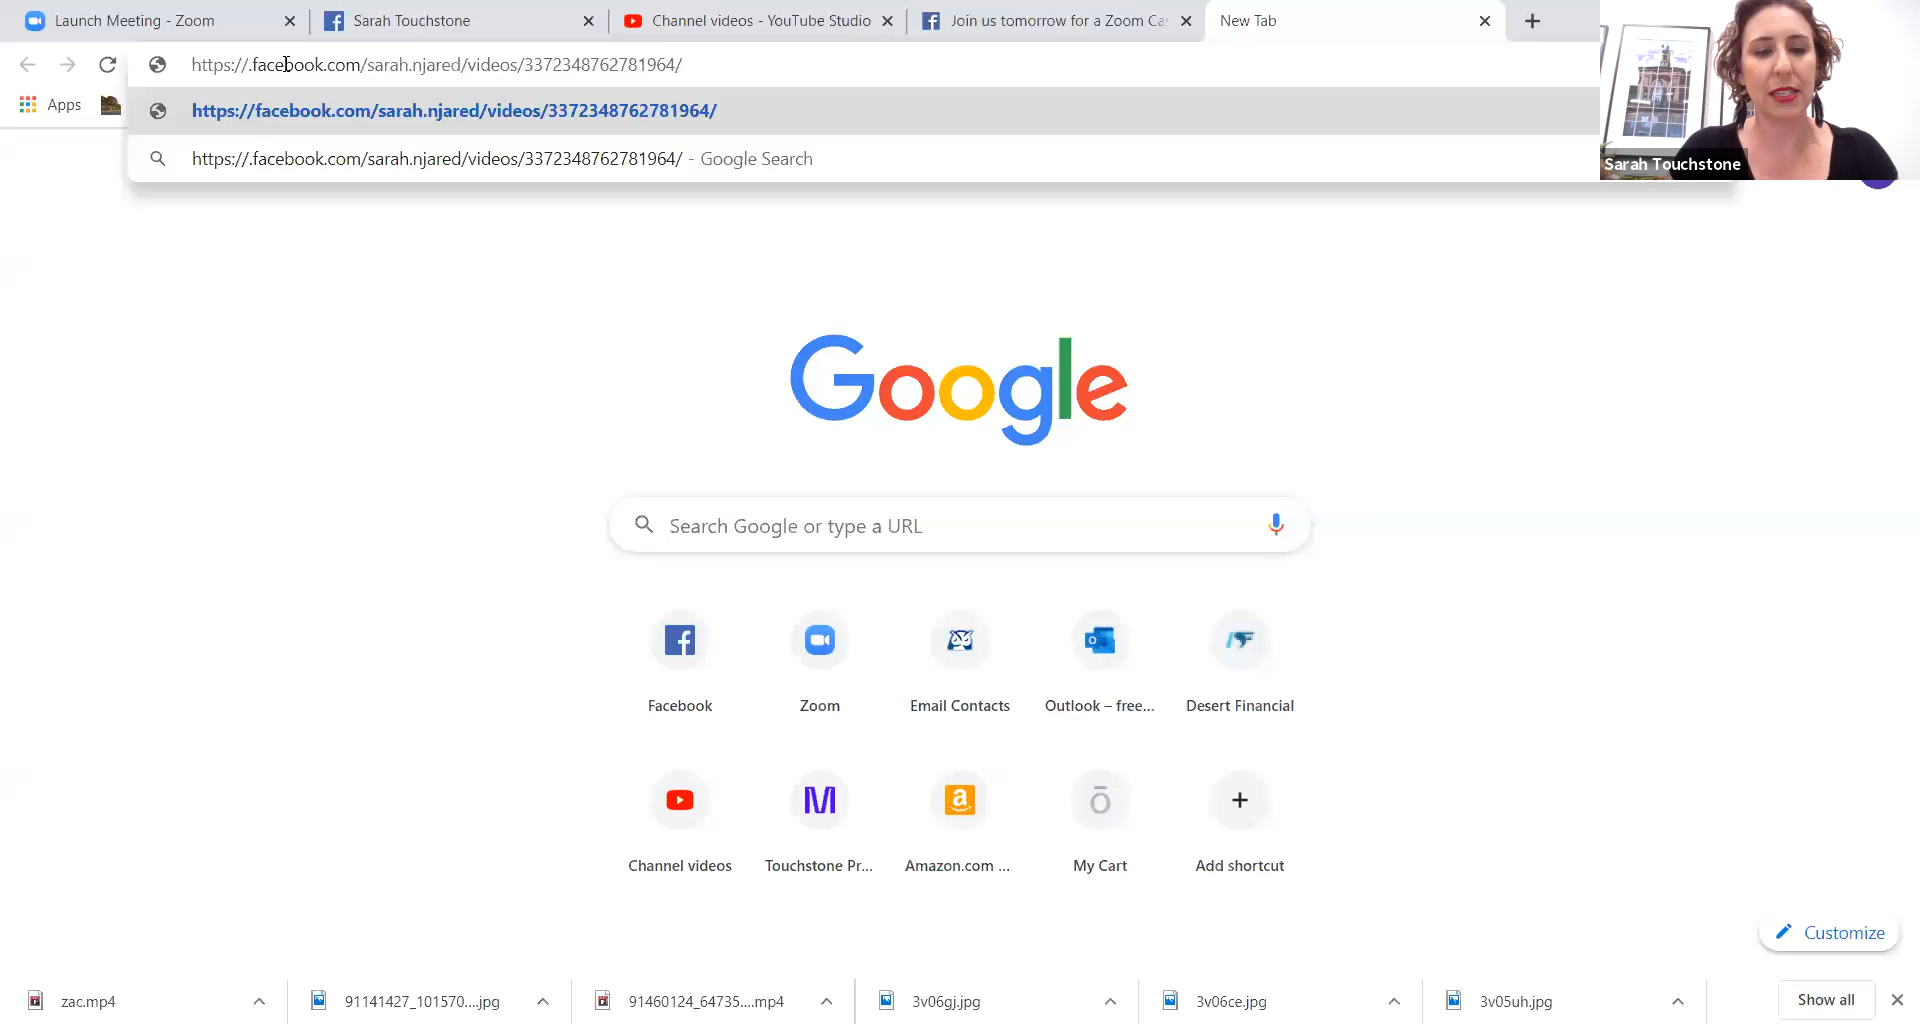 Launch Meeting - Zoom
Sarah Touchstone
Channel videos - YouTube Studio
Join us tomorrow for a Zoom Ca
New Tab
https://.facebook.com/sarah.njared/videos/3372348762781964/
Apps
https://facebook.com/sarah.njared/videos/3372348762781964/
https://.facebook.com/sarah.njared/videos/3372348762781964/ - Google Search
Sarah Touchstone
Google
Search Google or type a URL
Facebook
Zoom
Email Contacts
Outlook – free...
Desert Financial
Channel videos
Touchstone Pr...
Amazon.com ...
My Cart
Add shortcut
Customize
zac.mp4
91141427_101570....jpg
91460124_64735....mp4
3v06gj.jpg
3v06ce.jpg
3v05uh.jpg
Show all